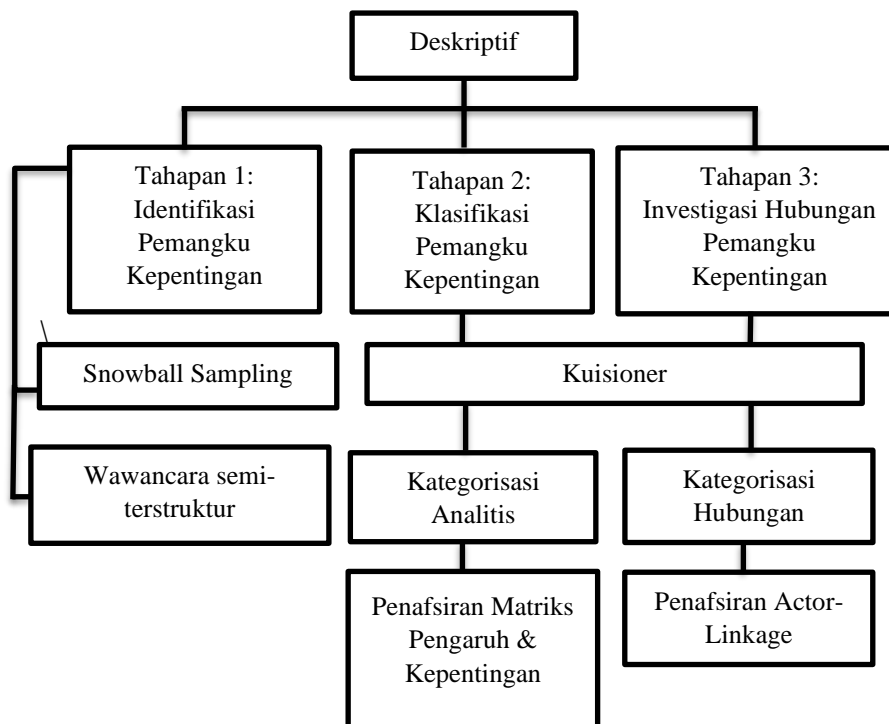 Deskriptif
Tahapan 1:
Identifikasi
Pemangku
Kepentingan
Tahapan 2:
Klasifikasi
Pemangku
Kepentingan
Tahapan 3:
Investigasi Hubungan
Pemangku
Kepentingan
Snowball Sampling
Kuisioner
Wawancara semi-
terstruktur
Kategorisasi
Analitis
Kategorisasi
Hubungan
Penafsiran Matriks
Pengaruh &
Kepentingan
Penafsiran Actor-
Linkage